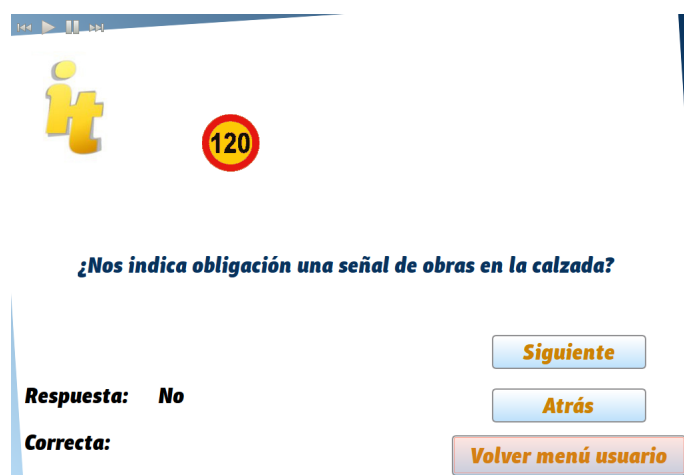 it
120
¿Nos indica obligación una señal de obras en la calzada?
Siguiente
Respuesta: No
Atrás
Correcta:
Volver menú usuario